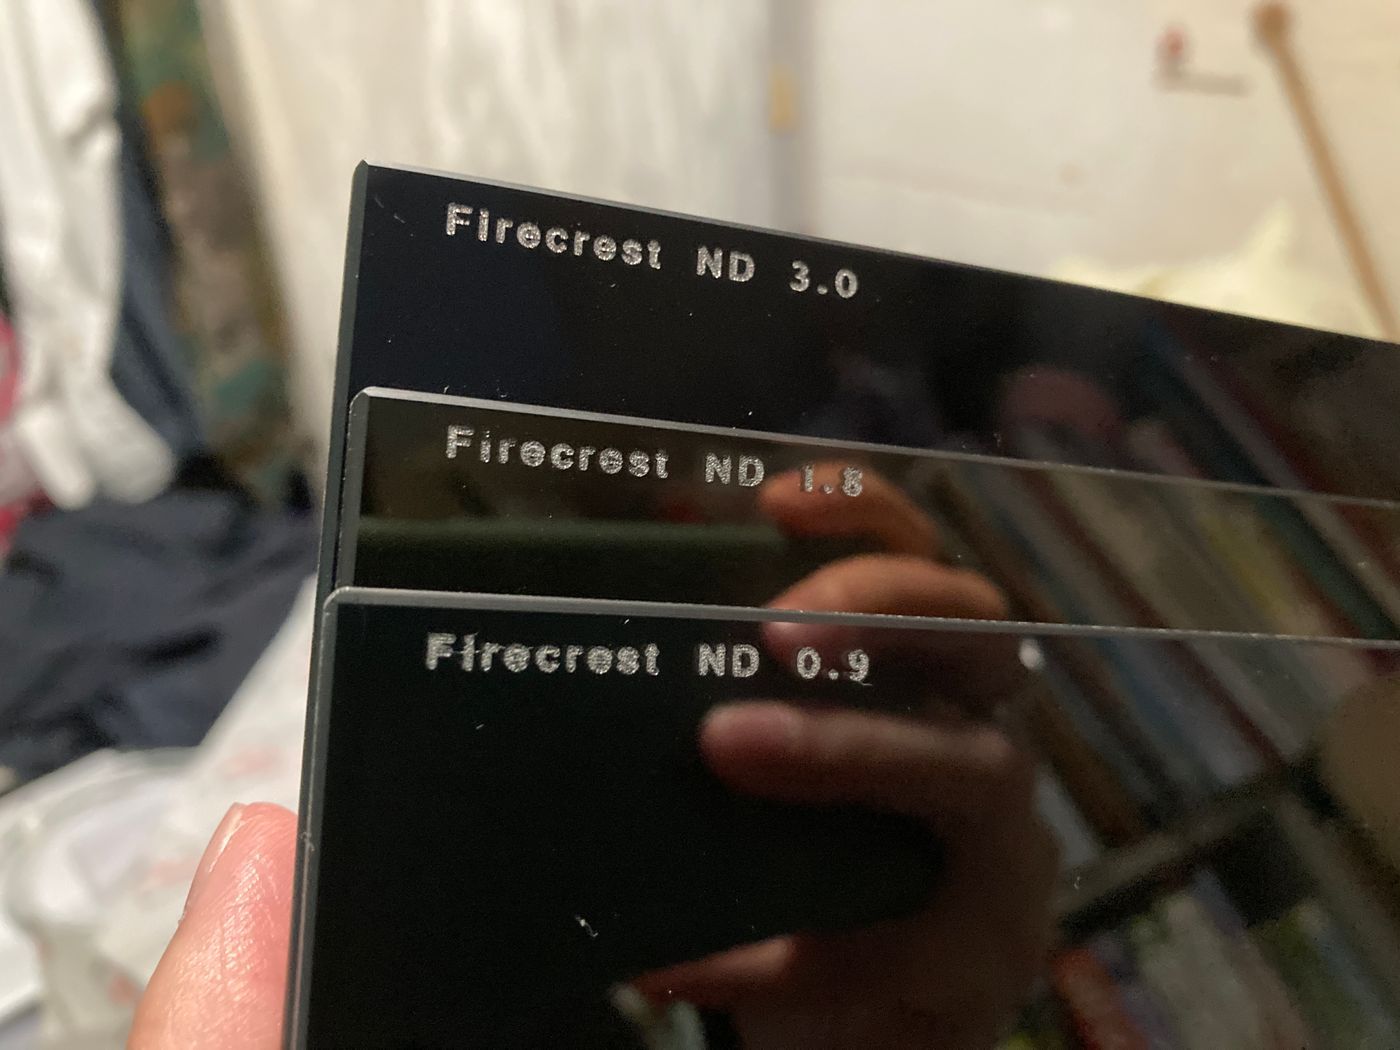 Firecrest ND 3.0
Firecrest ND 1.8
Firecrest ND 0.9